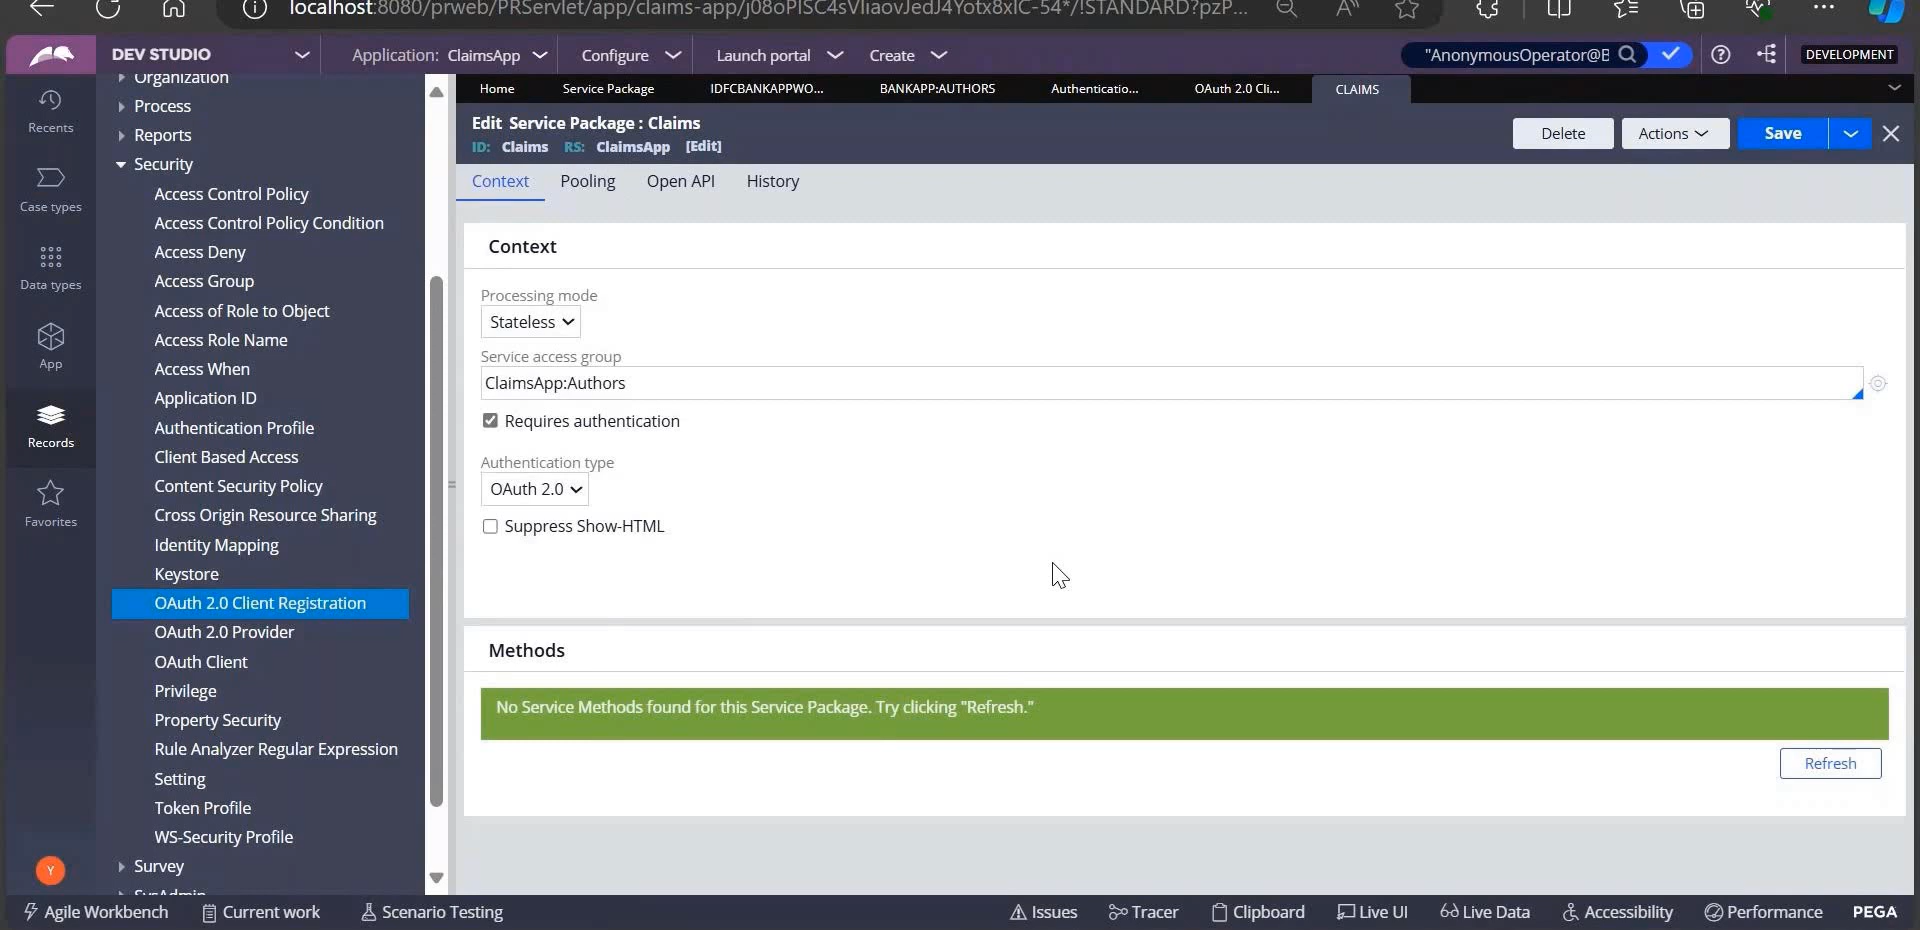 localhost:8080/prweb/PRServlet/app/claims-app/
DEV STUDIO
Application: ClaimsApp
Configure
Launch portal
Create
"AnonymousOperator@B
DEVELOPMENT
Recents
Case types
Data types
App
Records
Favorites
Y
Organization
Process
Reports
Security
Access Control Policy
Access Control Policy Condition
Access Deny
Access Group
Access of Role to Object
Access Role Name
Access When
Application ID
Authentication Profile
Client Based Access
Content Security Policy
Cross Origin Resource Sharing
Identity Mapping
Keystore
OAuth 2.0 Client Registration
OAuth 2.0 Provider
OAuth Client
Privilege
Property Security
Rule Analyzer Regular Expression
Setting
Token Profile
WS-Security Profile
Survey
Home
Service Package
IDFCBANKAPPWO...
BANKAPP:AUTHORS
Authenticatio...
OAuth 2.0 Cli...
CLAIMS
Edit Service Package : Claims
ID: Claims RS: ClaimsApp [Edit]
Delete
Actions
Save
Context
Pooling
Open API
History
Context
Processing mode
Stateless
Service access group
ClaimsApp:Authors
Requires authentication
Authentication type
OAuth 2.0
Suppress Show-HTML
Methods
No Service Methods found for this Service Package. Try clicking "Refresh."
Refresh
Agile Workbench
Current work
Scenario Testing
Issues
Tracer
Clipboard
Live UI
Live Data
Accessibility
Performance
PEGA